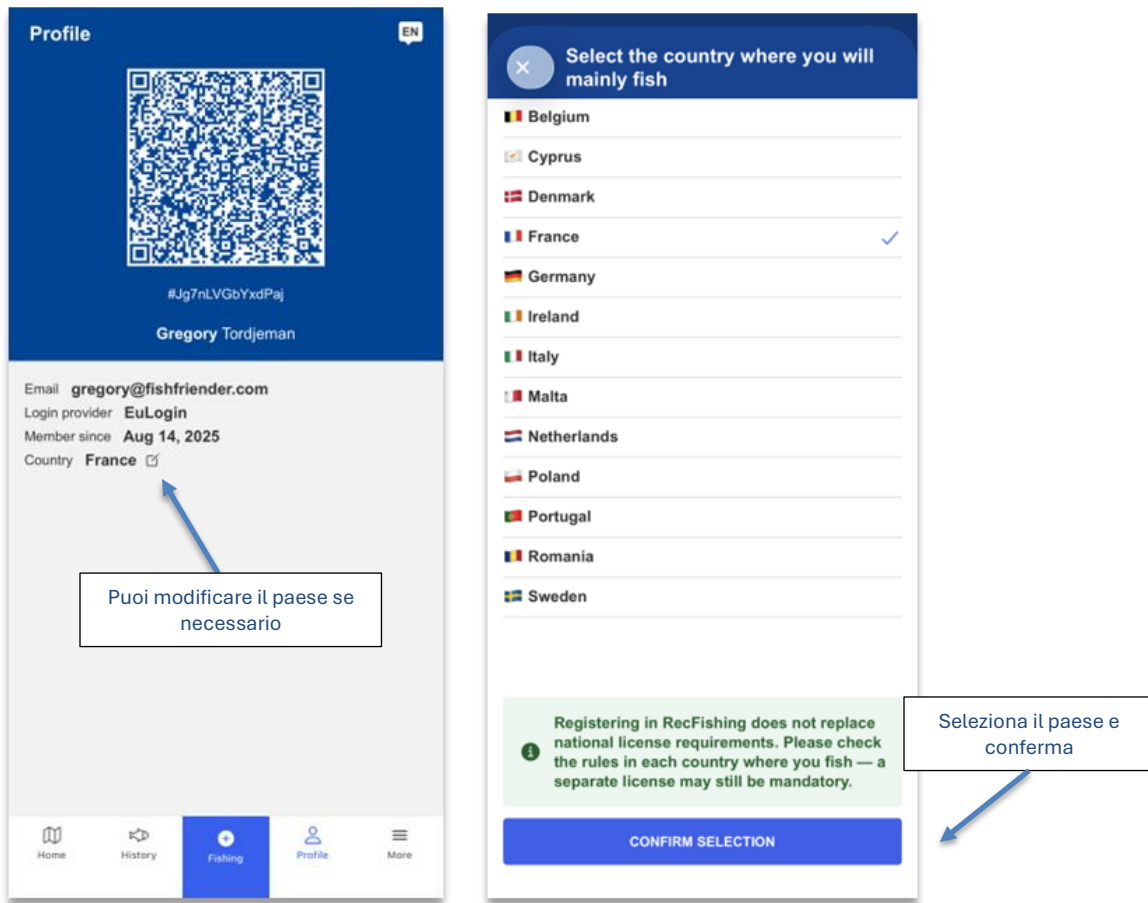 Profile
EN
#Jg7nLVGbYxdPaj
Gregory Tordjeman
Email gregory@fishfriender.com
Login provider EuLogin
Member since Aug 14, 2025
Country France
Puoi modificare il paese se
necessario
Home
History
Fishing
Profile
More
Select the country where you will
mainly fish
Belgium
Cyprus
Denmark
France
Germany
Ireland
Italy
Malta
Netherlands
Poland
Portugal
Romania
Sweden
Registering in RecFishing does not replace
national license requirements. Please check
the rules in each country where you fish — a
separate license may still be mandatory.
CONFIRM SELECTION
Seleziona il paese e
conferma